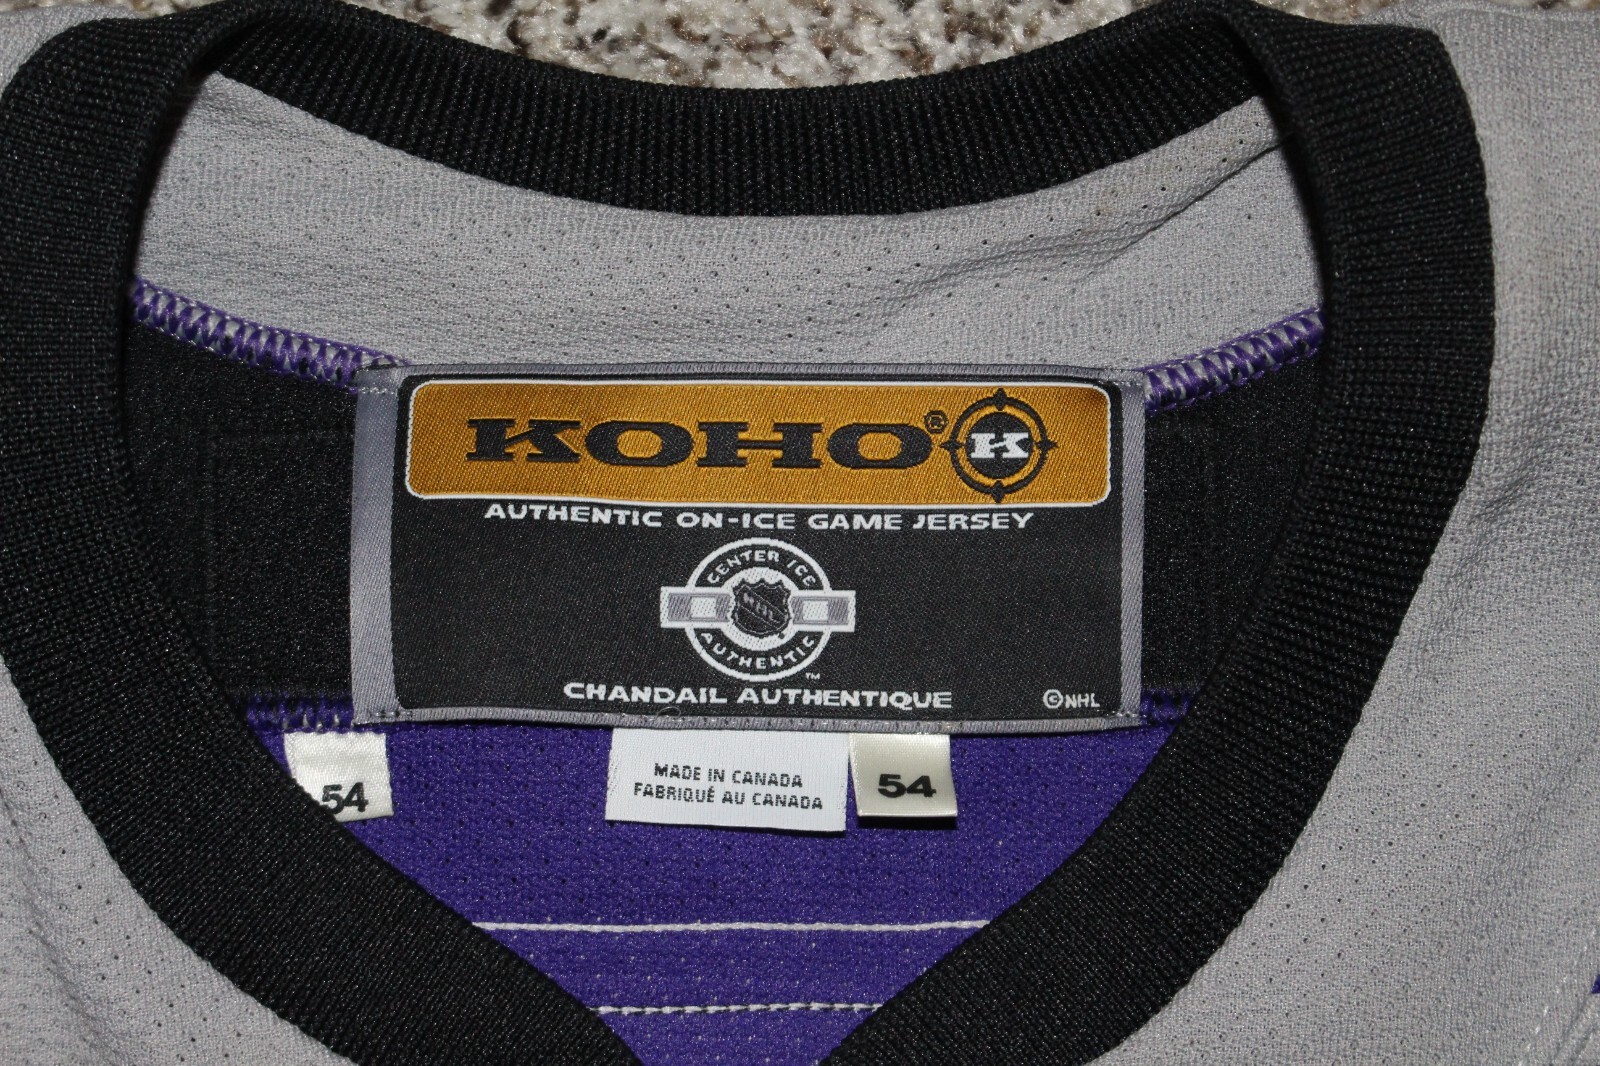 KOHO® K
AUTHENTIC ON-ICE GAME JERSEY
CENTER ICE
NHL
AUTHENTIC ™
CHANDAIL AUTHENTIQUE
©NHL
54
MADE IN CANADA
FABRIQUÉ AU CANADA
54